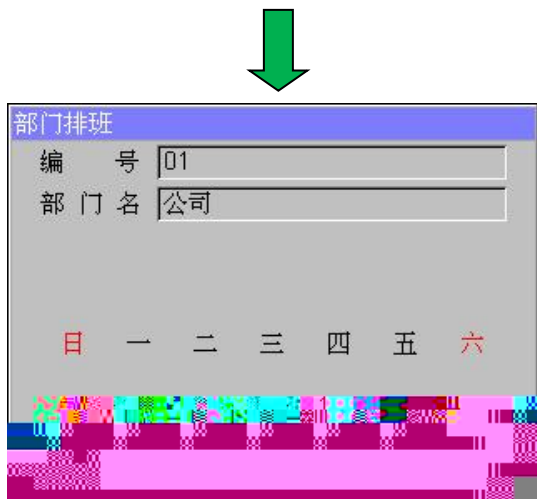 部门排班
编 号 01
部门名 公司
日 一 二 三 四 五 六